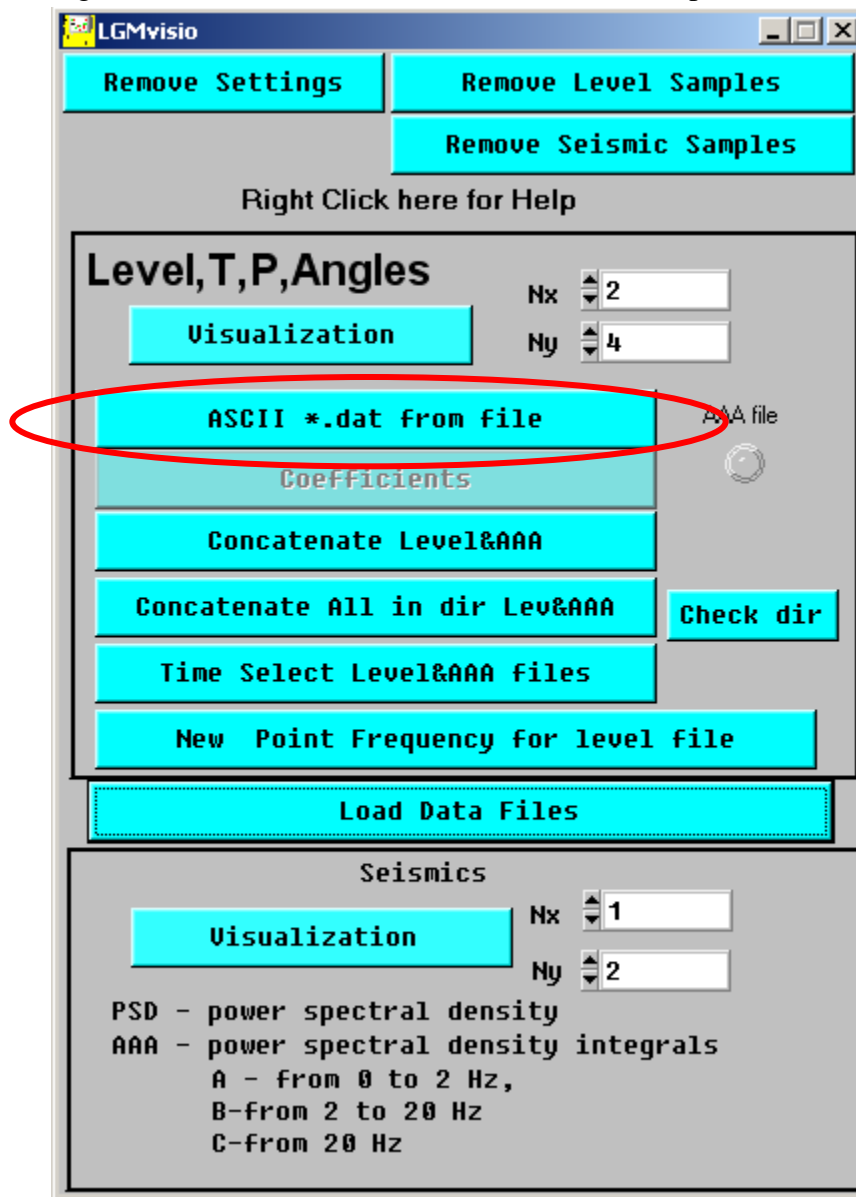 LGMvisio
Remove Settings
Remove Level Samples
Remove Seismic Samples
Right Click here for Help
Level,T,P,Angles
Nx 2
Visualization
Ny 4
ASCII *.dat from file
AAA file
Coefficients
Concatenate Level&AAA
Concatenate All in dir Lev&AAA
Check dir
Time Select Level&AAA files
New Point Frequency for level file
Load Data Files
Seismics
Nx 1
Visualization
Ny 2
PSD - power spectral density
AAA - power spectral density integrals
A - from 0 to 2 Hz,
B-from 2 to 20 Hz
C-from 20 Hz